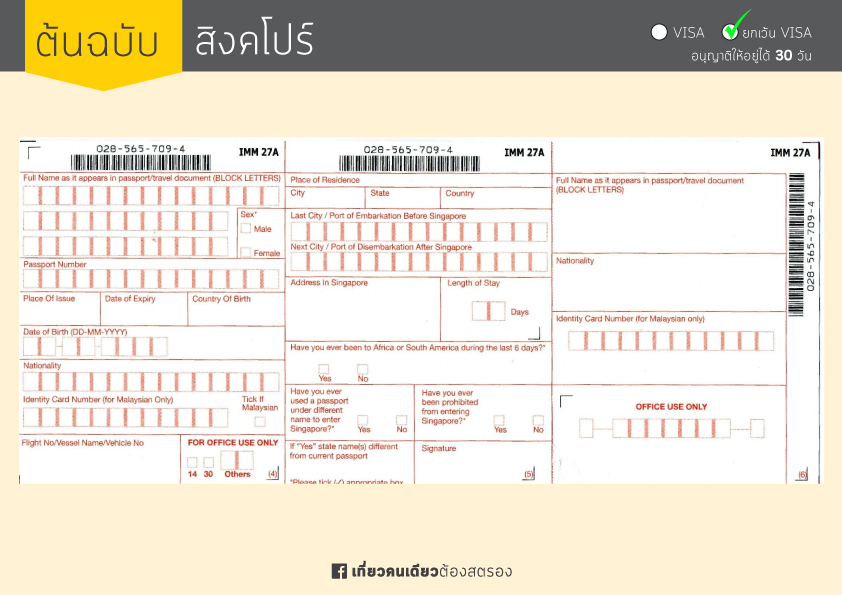 ต้นฉบับ
สิงคโปร์
VISA
ยกเว้น VISA
อนุญาติให้อยู่ได้ 30 วัน
028-565-709-4
IMM 27A
Full Name as it appears in passport/travel document (BLOCK LETTERS)
Sex*
Male
Female
Passport Number
Place Of Issue
Date of Expiry
Country Of Birth
Date of Birth (DD-MM-YYYY)
Nationality
Identity Card Number (for Malaysian Only)
Tick If
Malaysian
Flight No/Vessel Name/Vehicle No
FOR OFFICE USE ONLY
14 30 Others
(4)
028-565-709-4
IMM 27A
Place of Residence
City
State
Country
Last City / Port of Embarkation Before Singapore
Next City / Port of Disembarkation After Singapore
Address In Singapore
Length of Stay
Days
Have you ever been to Africa or South America during the last 6 days?*
Yes
No
Have you ever
used a passport
under different
name to enter
Singapore?*
Yes
No
Have you ever
been prohibited
from entering
Singapore?*
Yes
No
If "Yes" state name(s) different
from current passport
Signature
*Please tick (✓) appropriate box
(5)
IMM 27A
Full Name as it appears in passport/travel document
(BLOCK LETTERS)
028-565-709-4
Nationality
Identity Card Number (for Malaysian only)
OFFICE USE ONLY
(6)
เที่ยวคนเดียวต้องสตรอง